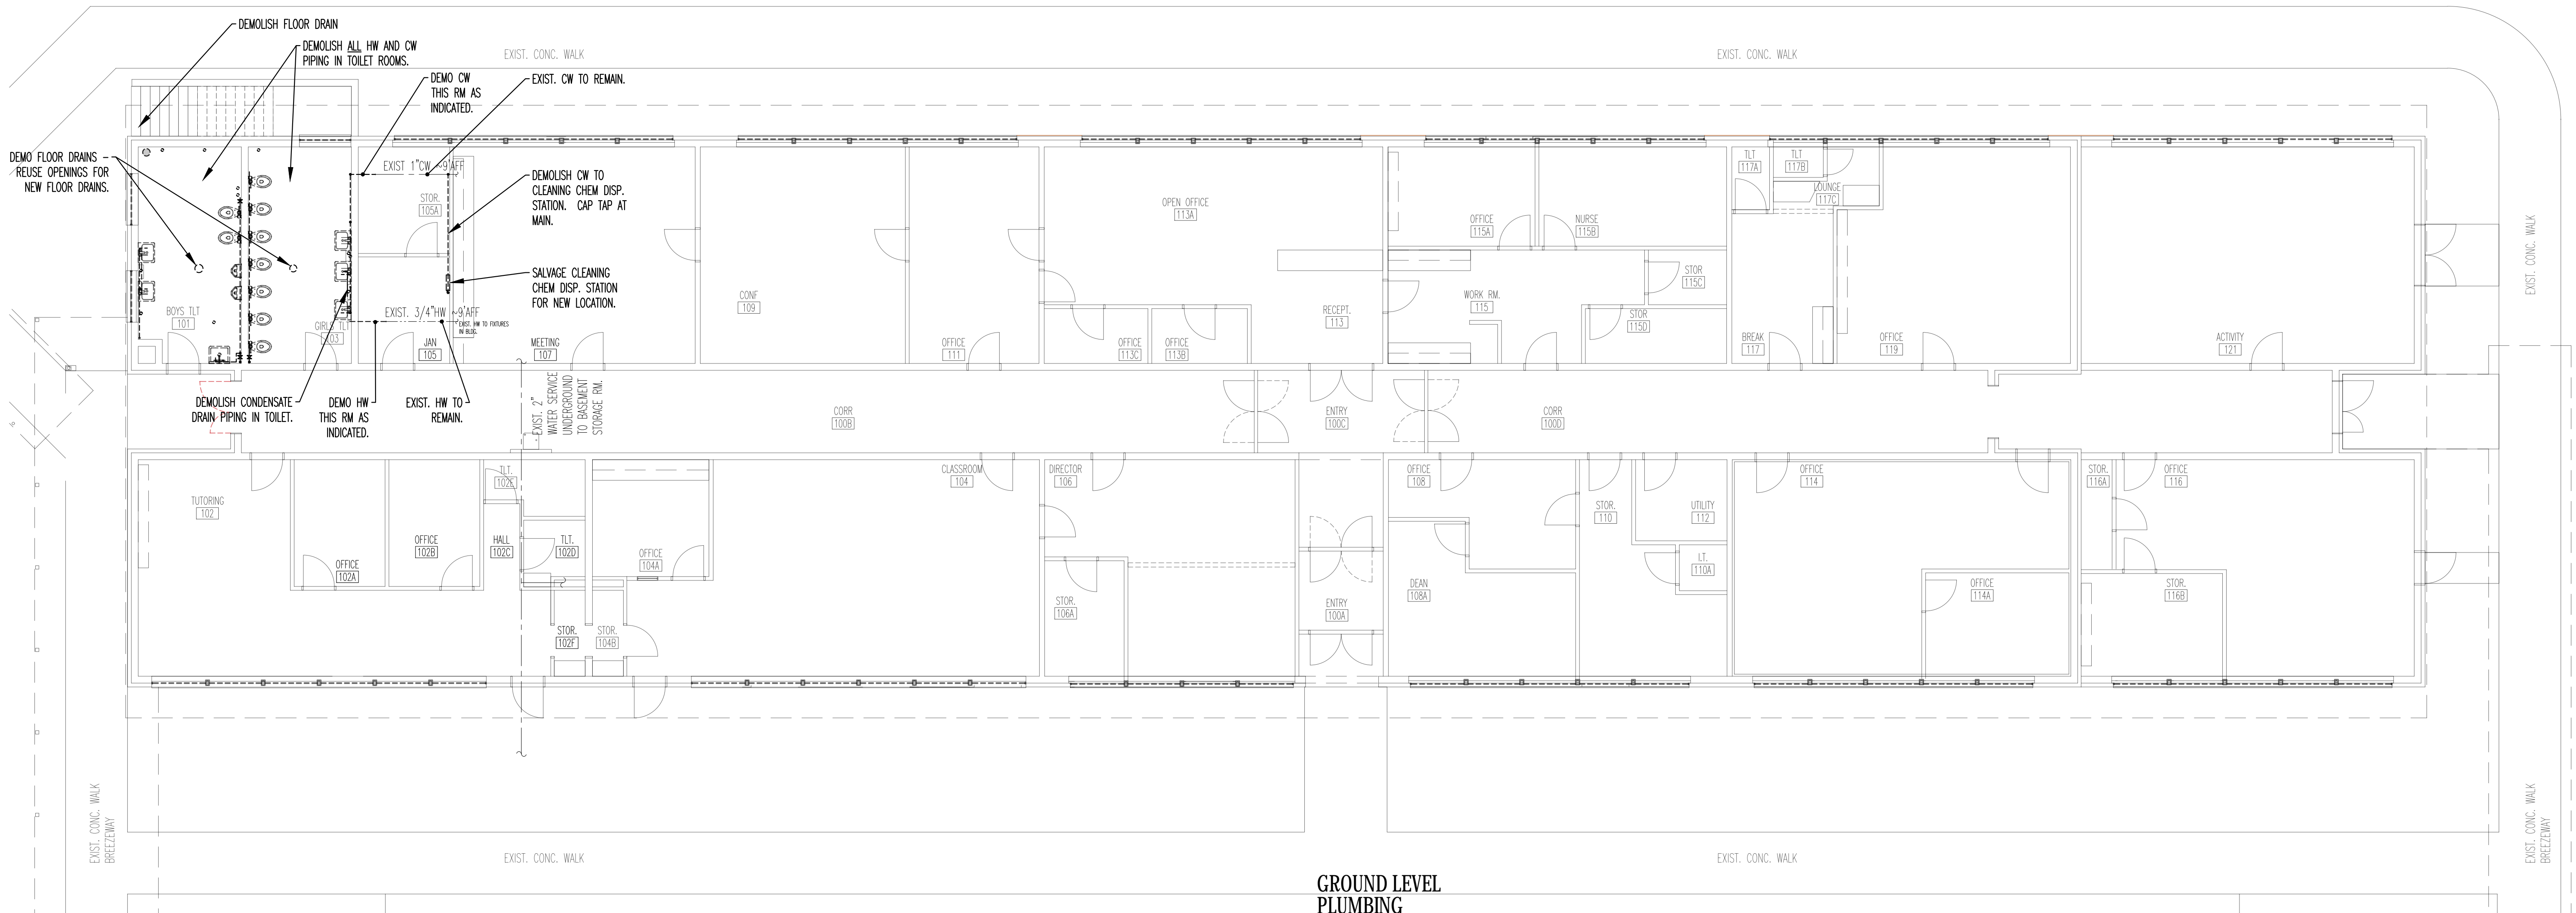 DEMOLISH FLOOR DRAIN
DEMOLISH ALL HW AND CW
PIPING IN TOILET ROOMS.
EXIST. CONC. WALK
EXIST. CONC. WALK
DEMO CW
THIS RM AS
INDICATED.
EXIST. CW TO REMAIN.
DEMO FLOOR DRAINS -
REUSE OPENINGS FOR
NEW FLOOR DRAINS.
EXIST 1"CW ~9'AFF
DEMOLISH CW TO
CLEANING CHEM DISP.
STATION. CAP TAP AT
MAIN.
STOR.
105A
SALVAGE CLEANING
CHEM DISP. STATION
FOR NEW LOCATION.
EXIST. 3/4"HW ~9'AFF
EXIST. HW TO FIXTURES
IN BLDG.
BOYS TLT
101
GIRLS TLT
103
JAN
105
MEETING
107
CONF
109
OFFICE
111
OPEN OFFICE
113A
OFFICE
113C
OFFICE
113B
RECEPT.
113
OFFICE
115A
NURSE
115B
WORK RM.
115
STOR
115C
STOR
115D
TLT
117A
TLT
117B
LOUNGE
117C
BREAK
117
OFFICE
119
ACTIVITY
121
EXIST. CONC. WALK
DEMOLISH CONDENSATE
DRAIN PIPING IN TOILET.
DEMO HW
THIS RM AS
INDICATED.
EXIST. HW TO
REMAIN.
EXIST. 2"
WATER SERVICE
UNDERGROUND
TO BASEMENT
STORAGE RM.
CORR
100B
ENTRY
100C
CORR
100D
TUTORING
102
OFFICE
102A
OFFICE
102B
HALL
102C
TLT.
102E
TLT.
102D
STOR.
102F
OFFICE
104A
STOR.
104B
CLASSROOM
104
DIRECTOR
106
STOR.
106A
ENTRY
100A
OFFICE
108
DEAN
108A
STOR.
110
UTILITY
112
I.T.
110A
OFFICE
114
OFFICE
114A
STOR.
116A
OFFICE
116
STOR.
116B
EXIST. CONC. WALK
BREEZEWAY
EXIST. CONC. WALK
EXIST. CONC. WALK
EXIST. CONC. WALK
BREEZEWAY
GROUND LEVEL
PLUMBING